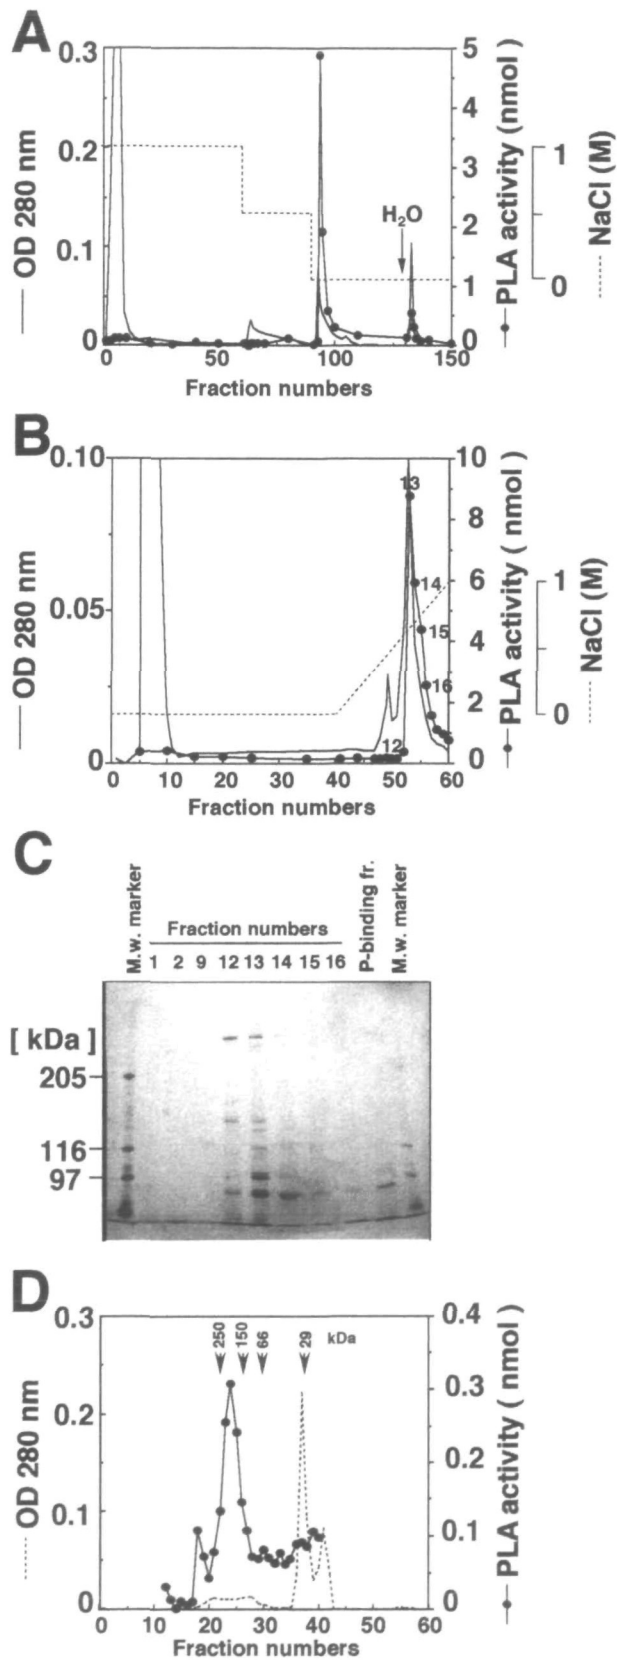 A
0.3
0.2
0.1
0
OD 280 nm
5
4
3
2
1
0
PLA activity (nmol)
1
0
NaCl (M)
H2O
0
50
100
150
Fraction numbers
B
0.10
0.05
0
OD 280 nm
10
8
6
4
2
0
PLA activity ( nmol)
1
0
NaCl (M)
13
14
15
16
12
0
10
20
30
40
50
60
Fraction numbers
C
M.w. marker
Fraction numbers
1 2 9 12 13 14 15 16
P-binding fr.
M.w. marker
[ kDa ]
205
116
97
D
0.3
0.2
0.1
0
OD 280 nm
250
150
66
29
kDa
0.4
0.3
0.2
0.1
0
PLA activity ( nmol )
0
10
20
30
40
50
60
Fraction numbers